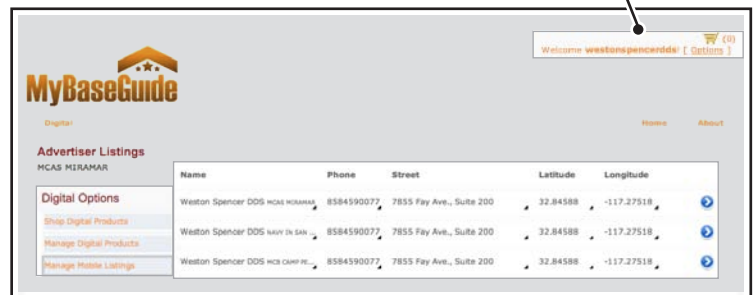 (0)
Welcome westonspencerdds! [ Options ]
MyBaseGuide
Digital Home About
Advertiser Listings
MCAS MIRAMAR
Name Phone Street Latitude Longitude
Digital Options
Weston Spencer DDS MCAS MIRAMAR 8584590077 7855 Fay Ave., Suite 200 32.84588 -117.27518
Shop Digital Products
Weston Spencer DDS NAVY IN SAN ... 8584590077 7855 Fay Ave., Suite 200 32.84588 -117.27518
Manage Digital Products
Weston Spencer DDS MCB CAMP PE... 8584590077 7855 Fay Ave., Suite 200 32.84588 -117.27518
Manage Mobile Listings